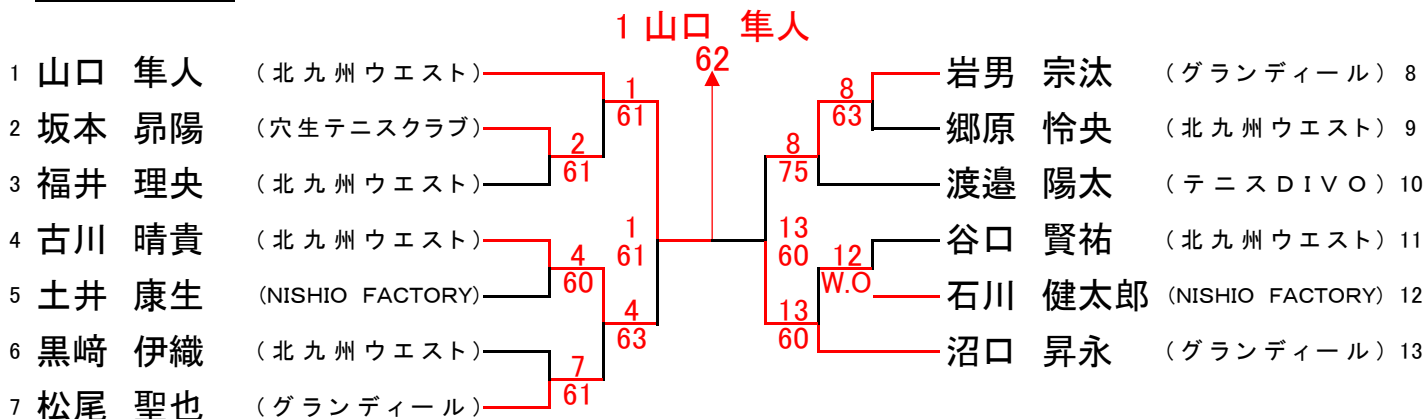 1 山口 隼人
62
1 山口 隼人 (北九州ウエスト)
2 坂本 昴陽 (穴生テニスクラブ)
3 福井 理央 (北九州ウエスト)
4 古川 晴貴 (北九州ウエスト)
5 土井 康生 (NISHIO FACTORY)
6 黒﨑 伊織 (北九州ウエスト)
7 松尾 聖也 (グランディール)
1
61
2
61
1
61
4
60
4
63
7
61
8
63
8
75
13
60
12
W.O
13
60
岩男 宗汰 (グランディール) 8
郷原 怜央 (北九州ウエスト) 9
渡邉 陽太 (テニスDIVO) 10
谷口 賢祐 (北九州ウエスト) 11
石川 健太郎 (NISHIO FACTORY) 12
沼口 昇永 (グランディール) 13